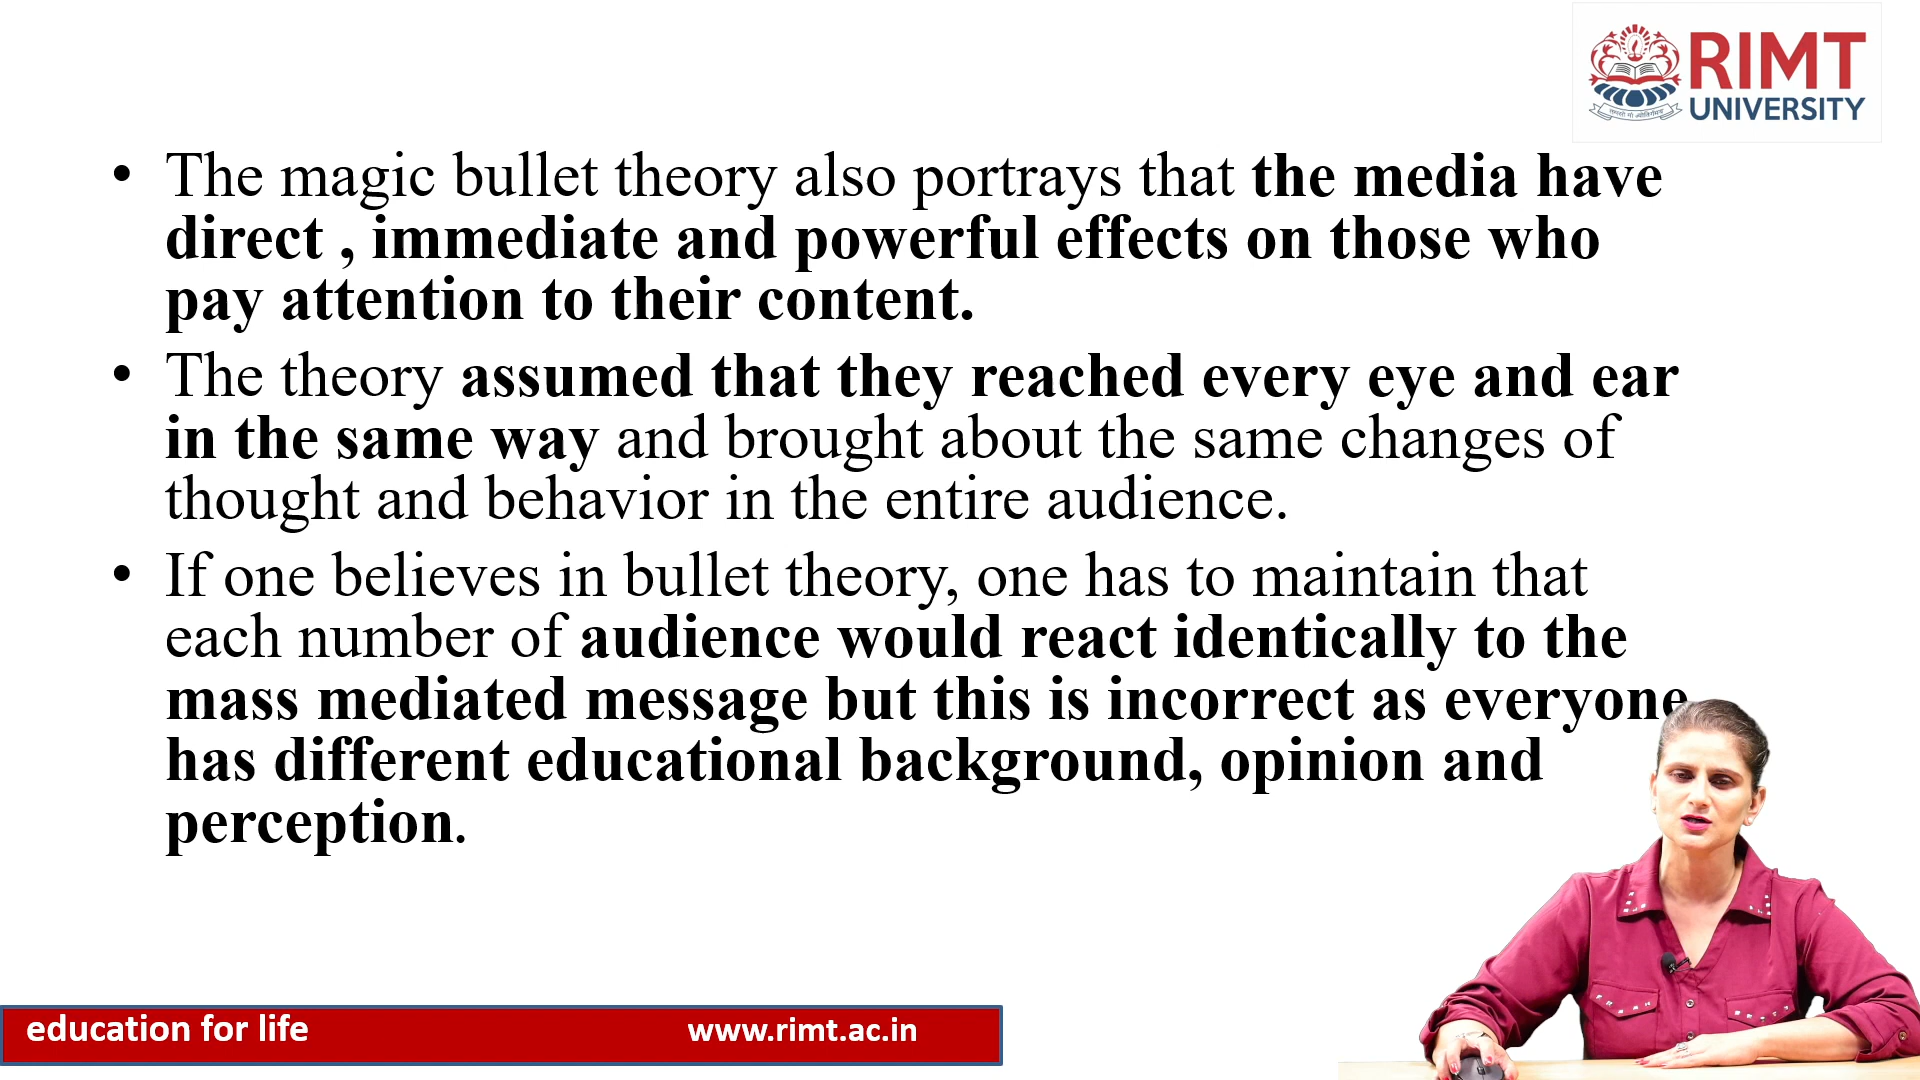 RIMT
UNIVERSITY
• The magic bullet theory also portrays that the media have
direct , immediate and powerful effects on those who
pay attention to their content.
• The theory assumed that they reached every eye and ear
in the same way and brought about the same changes of
thought and behavior in the entire audience.
• If one believes in bullet theory, one has to maintain that
each number of audience would react identically to the
mass mediated message but this is incorrect as everyone
has different educational background, opinion and
perception.
education for life www.rimt.ac.in